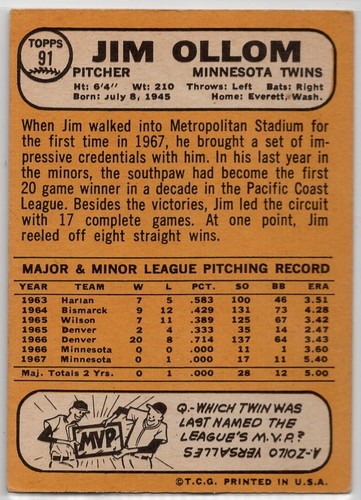 TOPPS
91
JIM OLLOM
PITCHER MINNESOTA TWINS
Ht: 6'4" Wt: 210 Throws: Left Bats: Right
Born: July 8, 1945 Home: Everett, Wash.
When Jim walked into Metropolitan Stadium for
the first time in 1967, he brought a set of im-
pressive credentials with him. In his last year in
the minors, the southpaw had become the first
20 game winner in a decade in the Pacific Coast
League. Besides the victories, Jim led the circuit
with 17 complete games. At one point, Jim
reeled off eight straight wins.
MAJOR & MINOR LEAGUE PITCHING RECORD
YEAR TEAM W L PCT. SO BB ERA
1963 Harlan 7 5 .583 100 46 3.51
1964 Bismarck 9 12 .429 131 73 4.28
1965 Wilson 7 11 .389 125 67 3.42
1965 Denver 2 4 .333 35 14 2.47
1966 Denver 20 8 .714 137 64 3.43
1966 Minnesota 0 0 .000 11 1 3.60
1967 Minnesota 0 1 .000 17 11 5.40
Maj. Totals 2 Yrs. 0 1 .000 28 12 5.00
MVP
Q.-WHICH TWIN WAS
LAST NAMED THE
LEAGUE'S M.V.P.?
A-ZOILO VERSALLES
©T.C.G. PRINTED IN U.S.A.